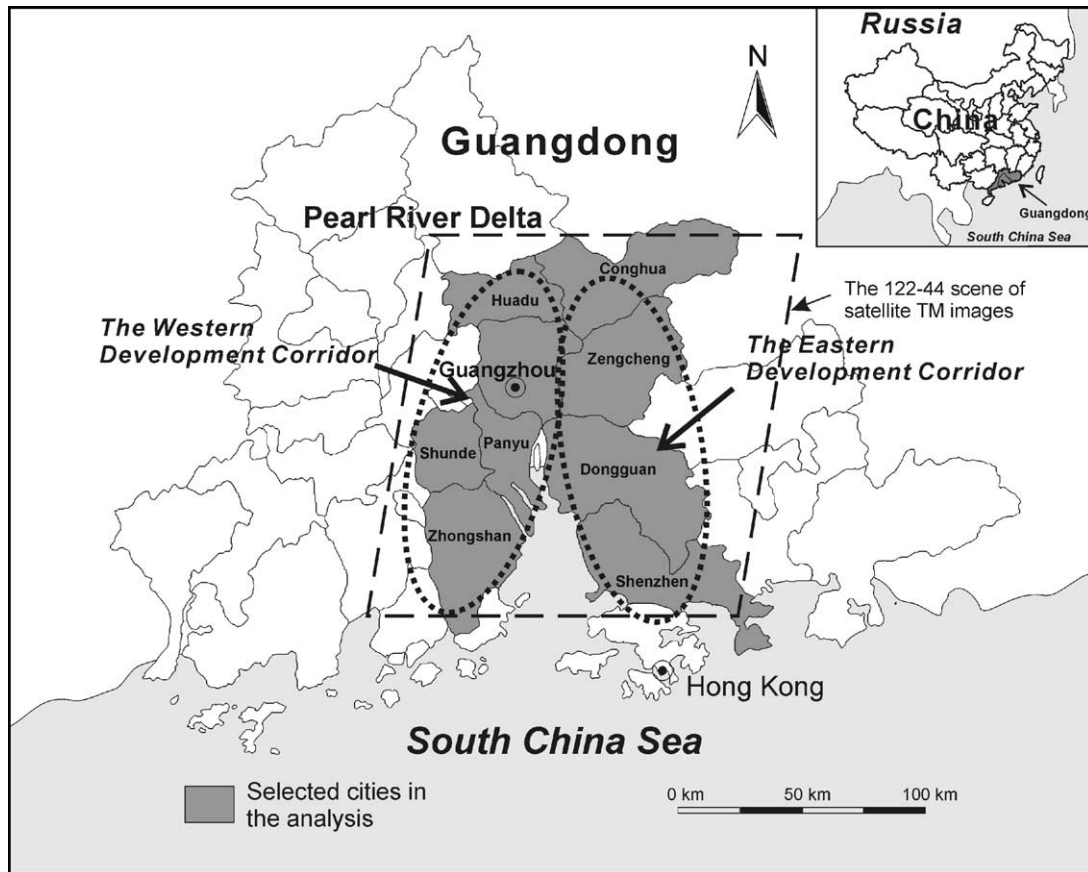 Russia
China
Guangdong
South China Sea
N
Guangdong
Pearl River Delta
Conghua
Huadu
The 122-44 scene of
satellite TM images
The Western
Development Corridor
Zengcheng
The Eastern
Development Corridor
Guangzhou
Shunde
Panyu
Dongguan
Zhongshan
Shenzhen
Hong Kong
South China Sea
Selected cities in
the analysis
0 km
50 km
100 km